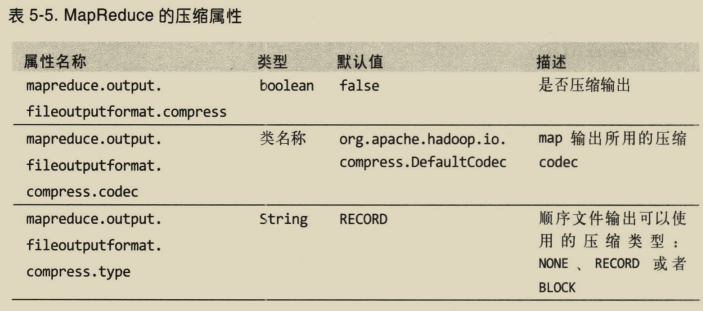 表 5-5. MapReduce 的压缩属性
属性名称 类型 默认值 描述
mapreduce.output. boolean false 是否压缩输出
fileoutputformat.compress
mapreduce.output. 类名称 org.apache.hadoop.io. map 输出所用的压缩
fileoutputformat. compress.DefaultCodec codec
compress.codec
mapreduce.output. String RECORD 顺序文件输出可以使
fileoutputformat. 用的压缩类型：
compress.type NONE、RECORD 或者
BLOCK